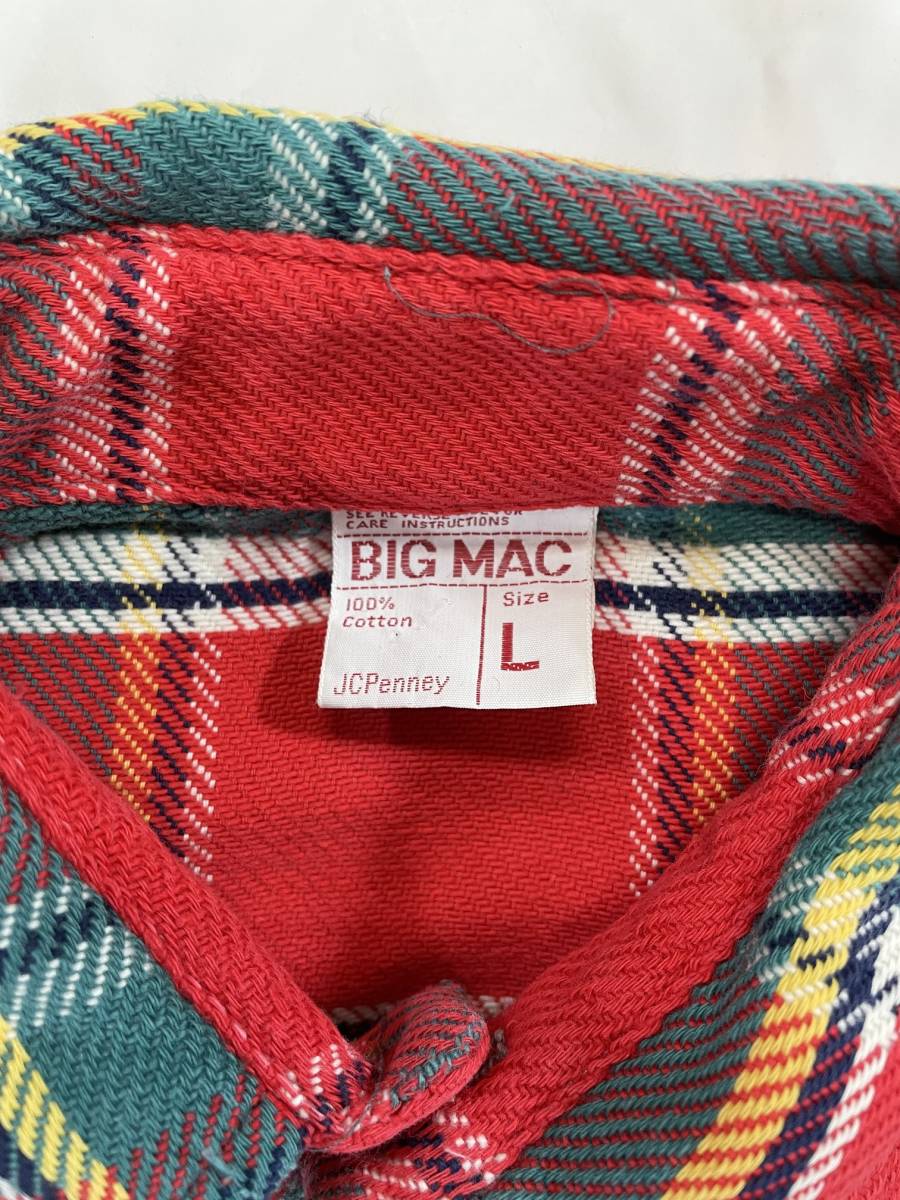 SEE REVERSE SIDE FOR
CARE INSTRUCTIONS
BIG MAC
100%
Cotton
Size
L
JCPenney